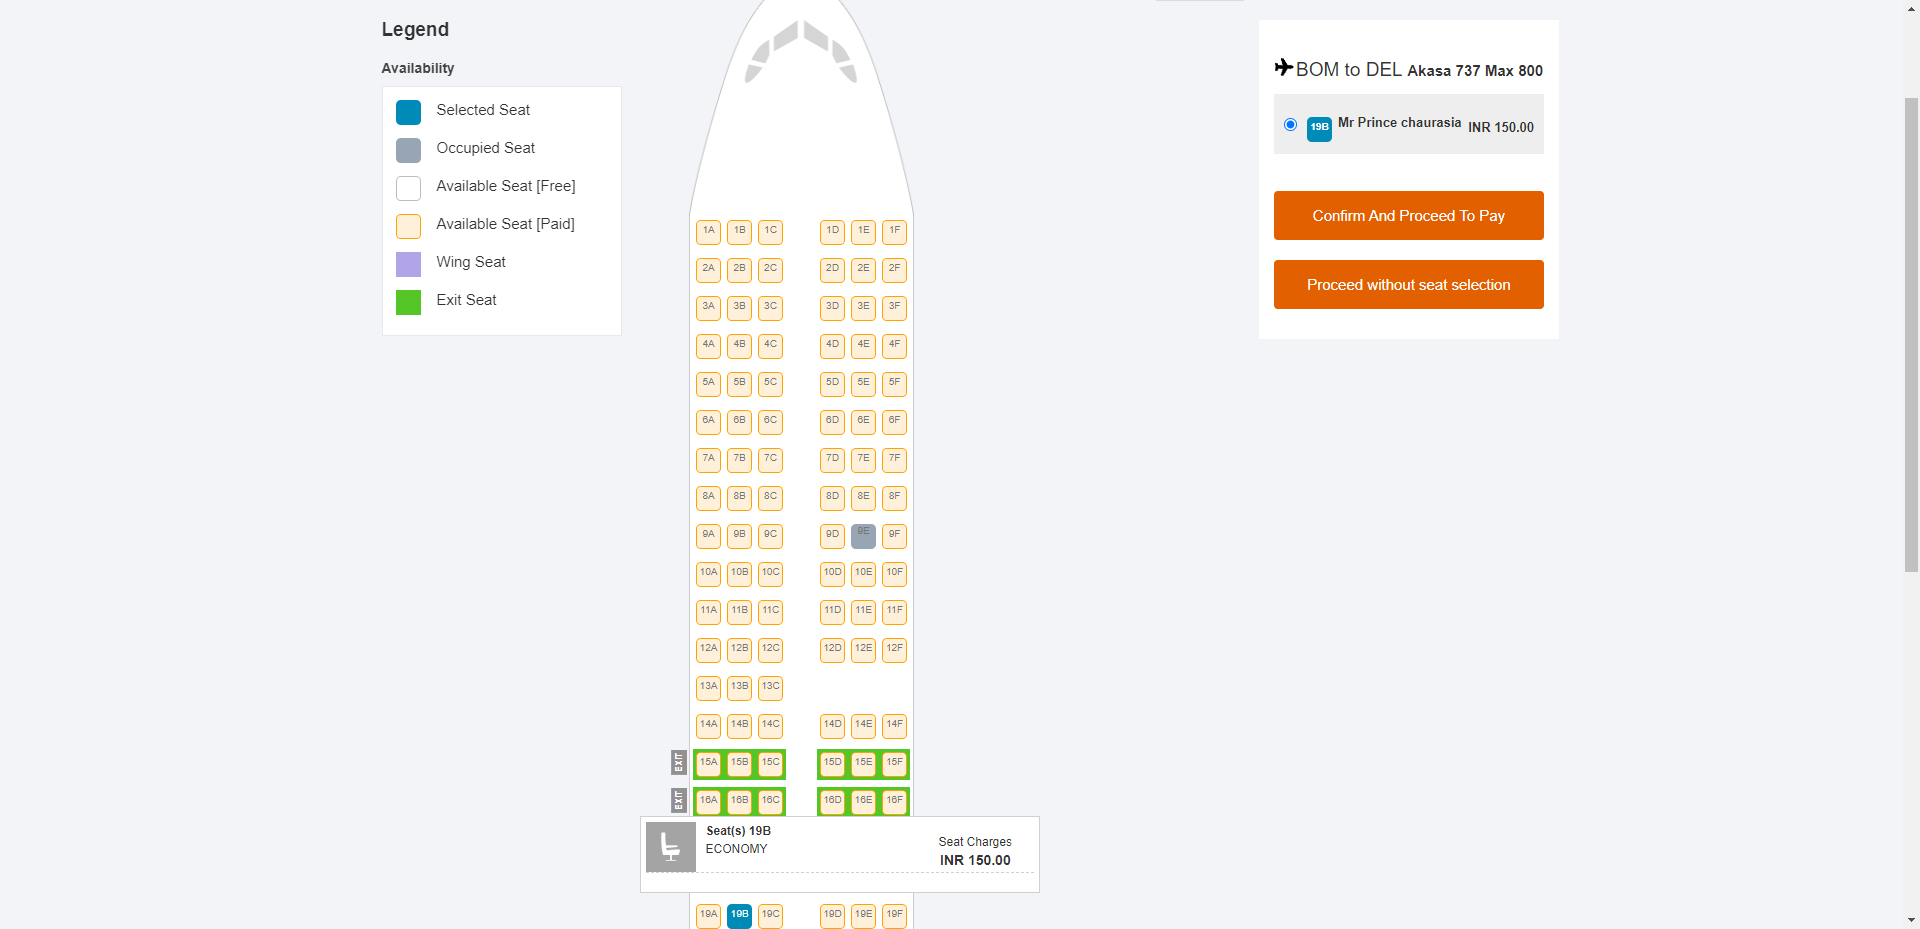 Legend
Availability
Selected Seat
Occupied Seat
Available Seat [Free]
Available Seat [Paid]
Wing Seat
Exit Seat
1A 1B 1C 1D 1E 1F
2A 2B 2C 2D 2E 2F
3A 3B 3C 3D 3E 3F
4A 4B 4C 4D 4E 4F
5A 5B 5C 5D 5E 5F
6A 6B 6C 6D 6E 6F
7A 7B 7C 7D 7E 7F
8A 8B 8C 8D 8E 8F
9A 9B 9C 9D 9E 9F
10A 10B 10C 10D 10E 10F
11A 11B 11C 11D 11E 11F
12A 12B 12C 12D 12E 12F
13A 13B 13C
14A 14B 14C 14D 14E 14F
EXIT 15A 15B 15C 15D 15E 15F
EXIT 16A 16B 16C 16D 16E 16F
Seat(s) 19B
ECONOMY
Seat Charges
INR 150.00
19A 19B 19C 19D 19E 19F
BOM to DEL Akasa 737 Max 800
19B Mr Prince chaurasia INR 150.00
Confirm And Proceed To Pay
Proceed without seat selection